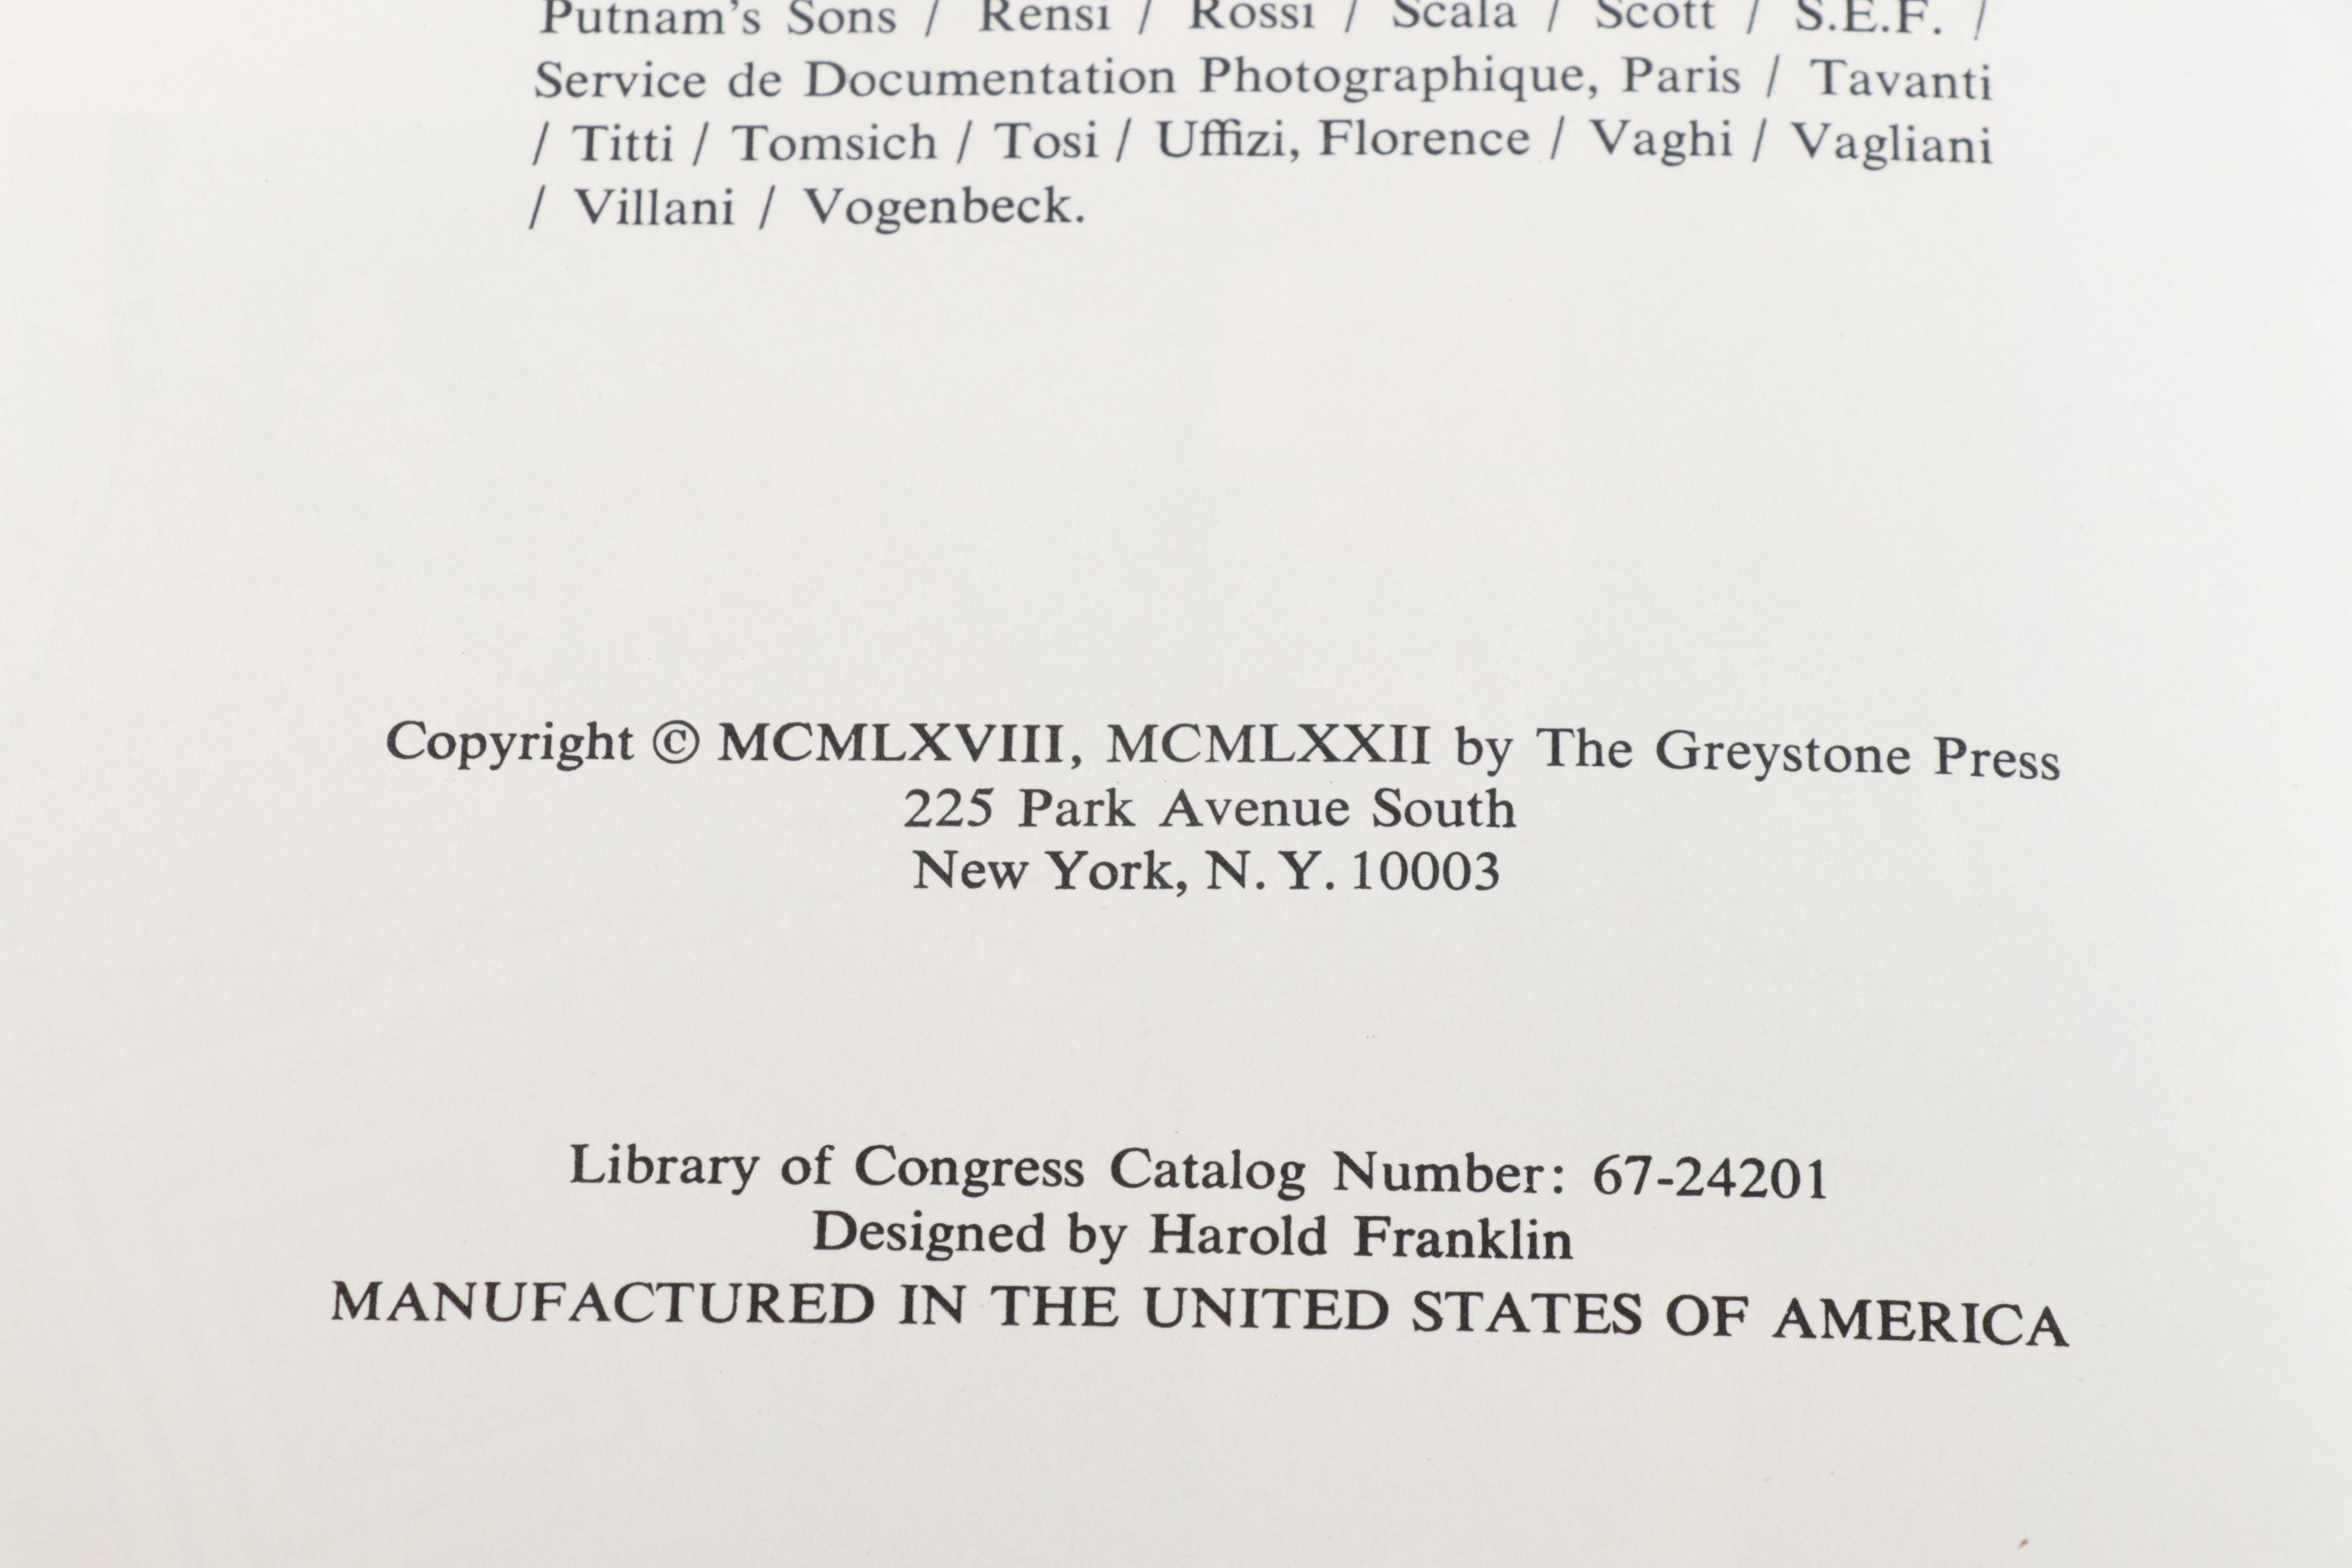 Putnam's Sons / Rensi / Rossi / Scala / Scott / S.E.F. /
Service de Documentation Photographique, Paris / Tavanti
/ Titti / Tomsich / Tosi / Uffizi, Florence / Vaghi / Vagliani
/ Villani / Vogenbeck.
Copyright © MCMLXVIII, MCMLXXII by The Greystone Press
225 Park Avenue South
New York, N. Y. 10003
Library of Congress Catalog Number: 67-24201
Designed by Harold Franklin
MANUFACTURED IN THE UNITED STATES OF AMERICA